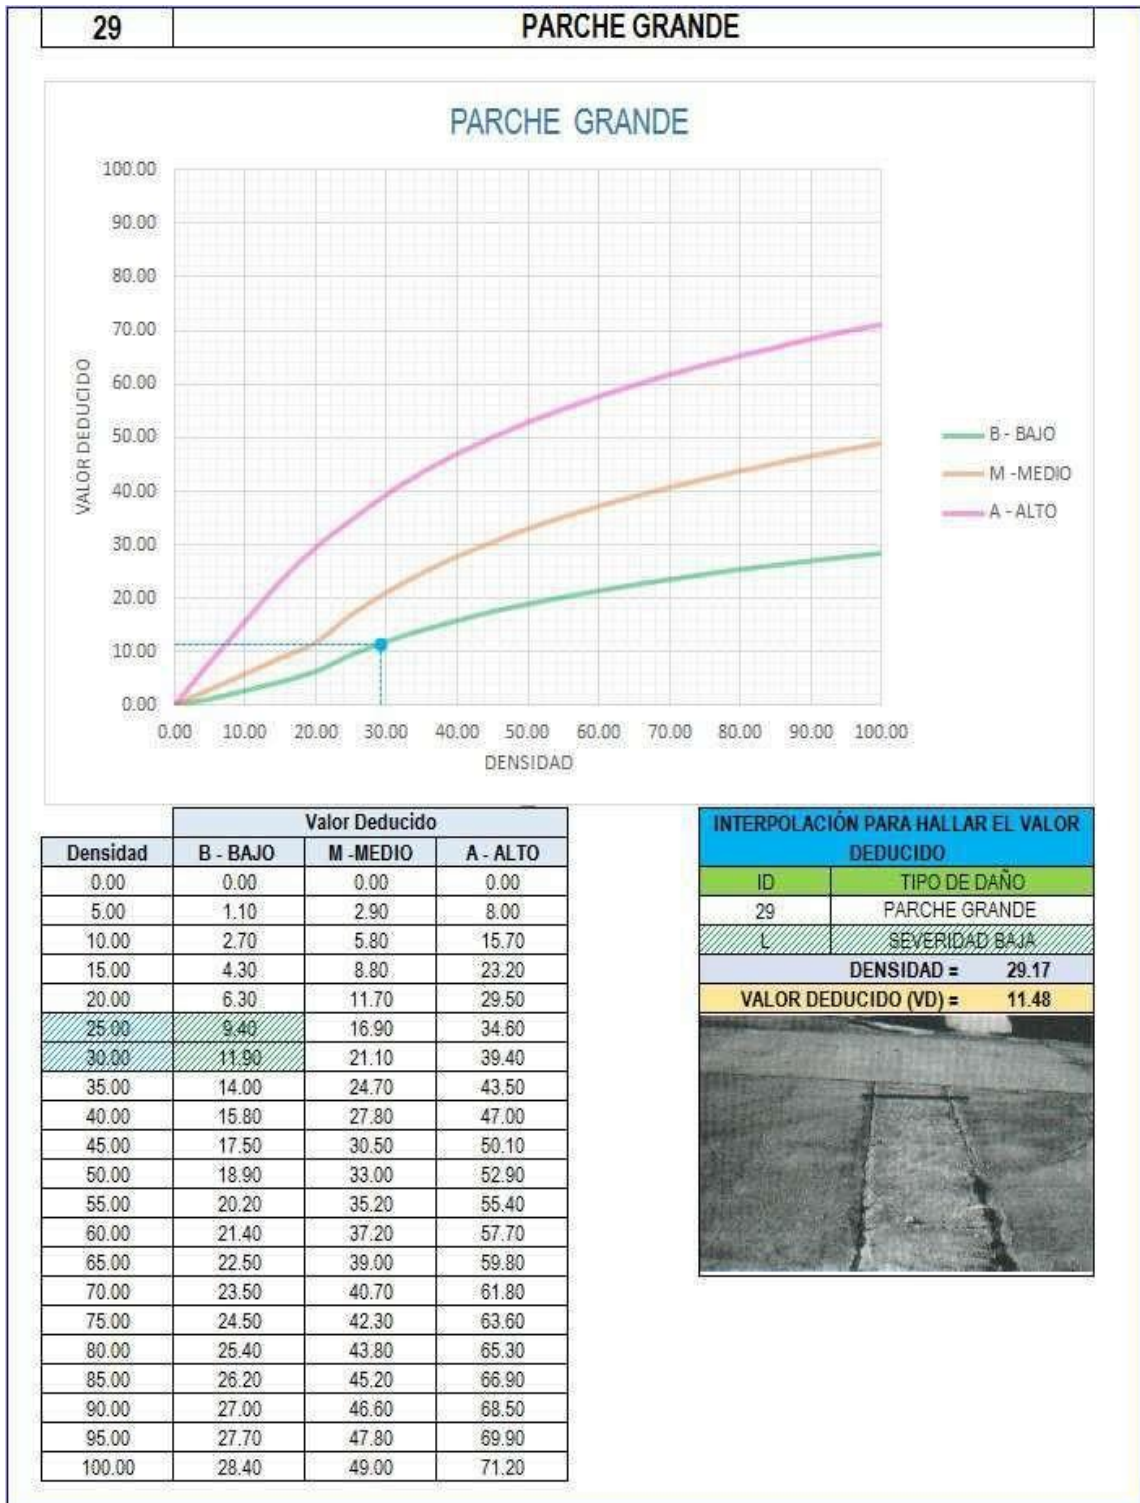 29 PARCHE GRANDE
PARCHE GRANDE
100.00
90.00
80.00
70.00
60.00
50.00
40.00
30.00
20.00
10.00
0.00
VALOR DEDUCIDO
0.00 10.00 20.00 30.00 40.00 50.00 60.00 70.00 80.00 90.00 100.00
DENSIDAD
B - BAJO
M -MEDIO
A - ALTO
Valor Deducido
Densidad B - BAJO M -MEDIO A - ALTO
0.00 0.00 0.00 0.00
5.00 1.10 2.90 8.00
10.00 2.70 5.80 15.70
15.00 4.30 8.80 23.20
20.00 6.30 11.70 29.50
25.00 9.40 16.90 34.60
30.00 11.90 21.10 39.40
35.00 14.00 24.70 43.50
40.00 15.80 27.80 47.00
45.00 17.50 30.50 50.10
50.00 18.90 33.00 52.90
55.00 20.20 35.20 55.40
60.00 21.40 37.20 57.70
65.00 22.50 39.00 59.80
70.00 23.50 40.70 61.80
75.00 24.50 42.30 63.60
80.00 25.40 43.80 65.30
85.00 26.20 45.20 66.90
90.00 27.00 46.60 68.50
95.00 27.70 47.80 69.90
100.00 28.40 49.00 71.20
INTERPOLACIÓN PARA HALLAR EL VALOR
DEDUCIDO
ID TIPO DE DAÑO
29 PARCHE GRANDE
L SEVERIDAD BAJA
DENSIDAD = 29.17
VALOR DEDUCIDO (VD) = 11.48